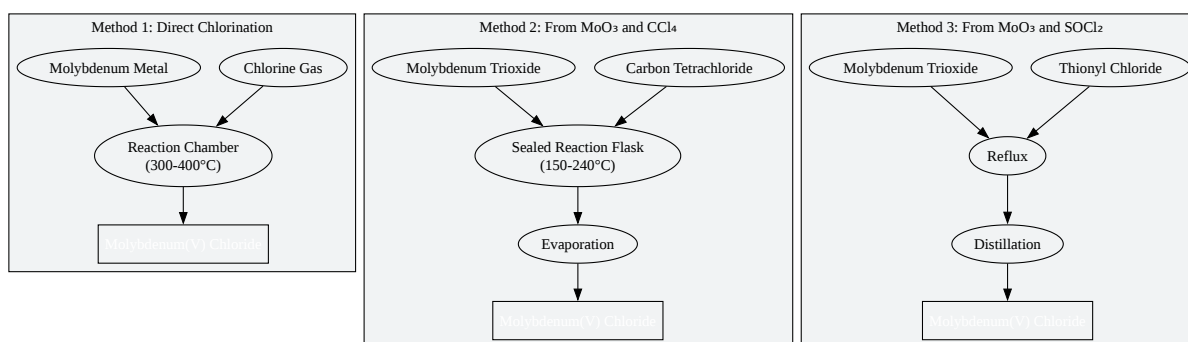 Method 1: Direct Chlorination
Molybdenum Metal
Chlorine Gas
Reaction Chamber
(300-400°C)
Molybdenum(V) Chloride
Method 2: From MoO₃ and CCl₄
Molybdenum Trioxide
Carbon Tetrachloride
Sealed Reaction Flask
(150-240°C)
Evaporation
Molybdenum(V) Chloride
Method 3: From MoO₃ and SOCl₂
Molybdenum Trioxide
Thionyl Chloride
Reflux
Distillation
Molybdenum(V) Chloride